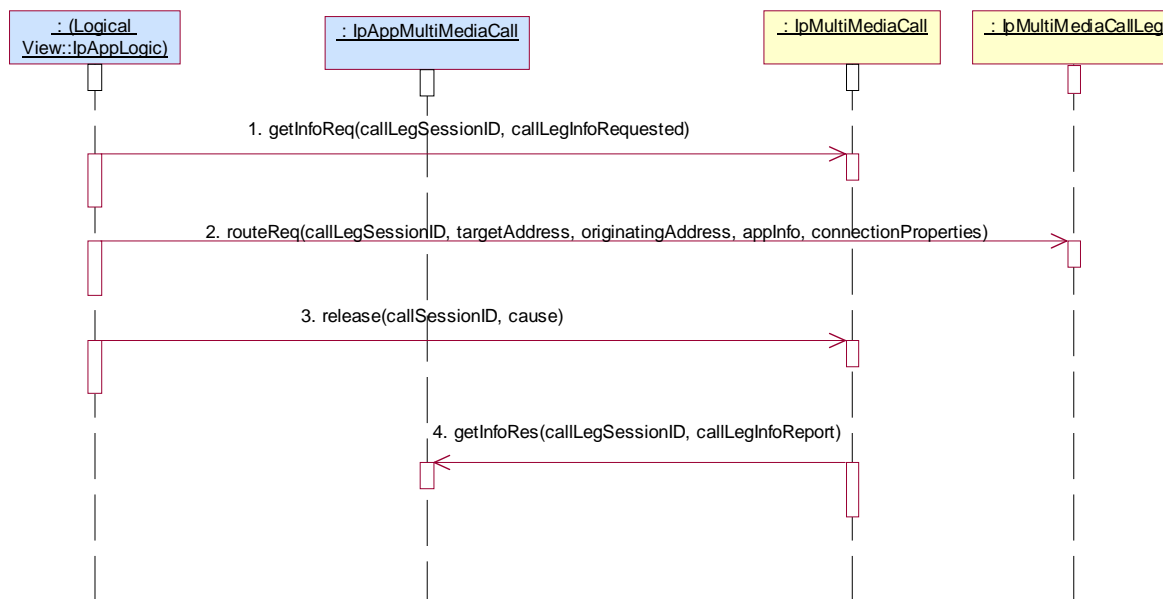 : (Logical
View::IpAppLogic)
: IpAppMultiMediaCall
: IpMultiMediaCall
: IpMultiMediaCallLeg
1. getInfoReq(callLegSessionID, callLegInfoRequested)
2. routeReq(callLegSessionID, targetAddress, originatingAddress, appInfo, connectionProperties)
3. release(callSessionID, cause)
4. getInfoRes(callLegSessionID, callLegInfoReport)